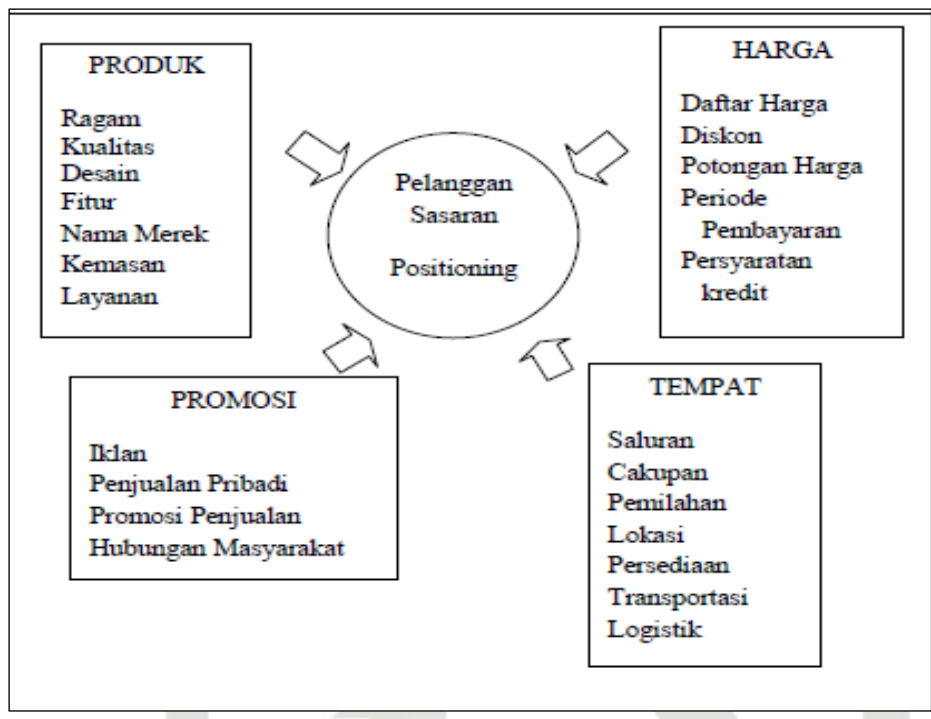 PRODUK
Ragam
Kualitas
Desain
Fitur
Nama Merek
Kemasan
Layanan
HARGA
Daftar Harga
Diskon
Potongan Harga
Periode
Pembayaran
Persyaratan
kredit
Pelanggan
Sasaran
Positioning
PROMOSI
Iklan
Penjualan Pribadi
Promosi Penjualan
Hubungan Masyarakat
TEMPAT
Saluran
Cakupan
Pemilahan
Lokasi
Persediaan
Transportasi
Logistik